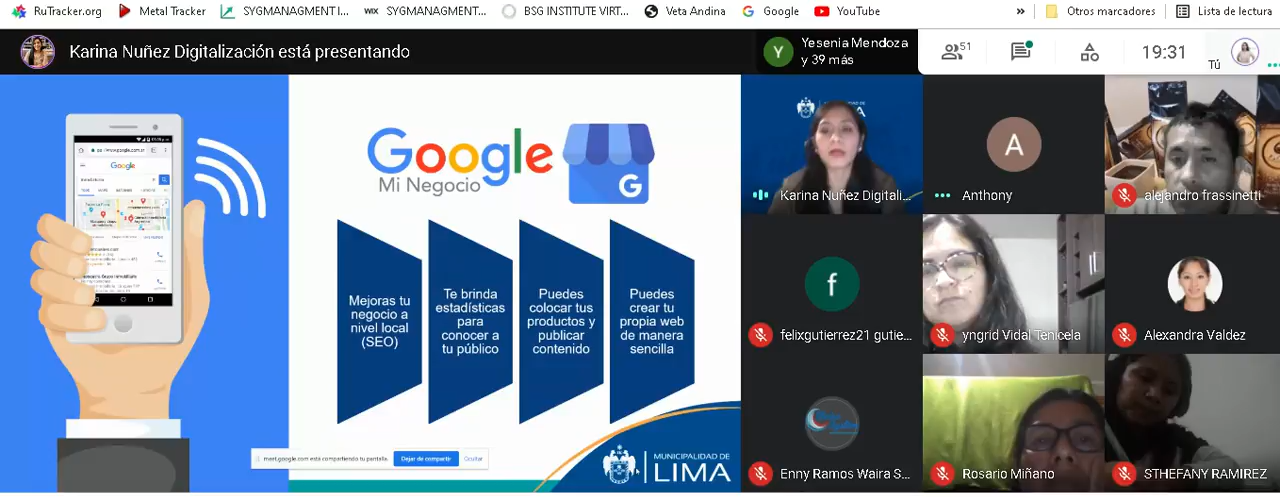 RuTracker.org
Metal Tracker
SYGMANAGMENT I...
WIX SYGMANAGMENT...
BSG INSTITUTE VIRT...
Veta Andina
Google
YouTube
»
Otros marcadores
Lista de lectura
Karina Nuñez Digitalización está presentando
Y
Yesenia Mendoza
y 39 más
51
19:31
Tú
Google
Google
Mi Negocio
G
Mejoras tu
negocio a
nivel local
(SEO)
Te brinda
estadísticas
para
conocer a
tu público
Puedes
colocar tus
productos y
publicar
contenido
Puedes
crear tu
propia web
de manera
sencilla
meet.google.com está compartiendo tu pantalla.
Dejar de compartir
Ocultar
MUNICIPALIDAD DE
LIMA
Karina Nuñez Digitali...
A
Anthony
alejandro frassinetti
f
felixgutierrez21 gutie...
yngrid Vidal Tenicela
Alexandra Valdez
Enny Ramos Waira S...
Rosario Miñano
STHEFANY RAMIREZ